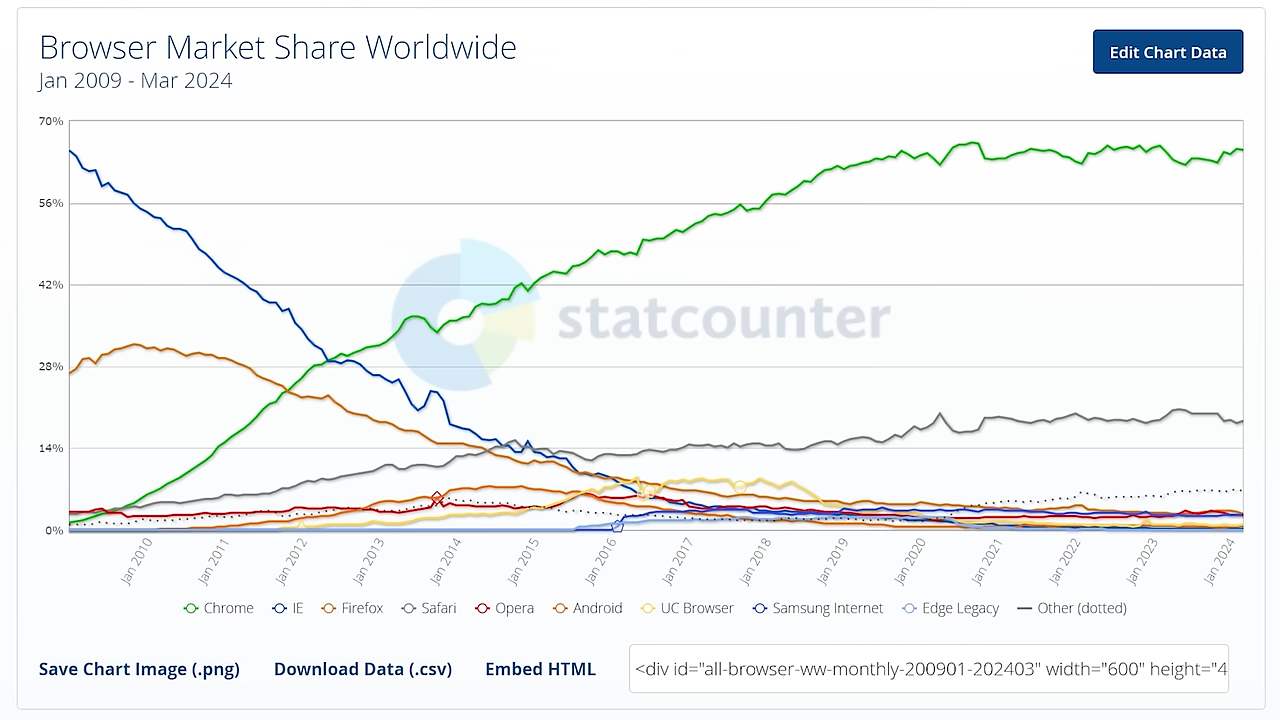 Browser Market Share Worldwide
Jan 2009 - Mar 2024
Edit Chart Data
70%
56%
42%
28%
14%
0%
statcounter
Jan 2010
Jan 2011
Jan 2012
Jan 2013
Jan 2014
Jan 2015
Jan 2016
Jan 2017
Jan 2018
Jan 2019
Jan 2020
Jan 2021
Jan 2022
Jan 2023
Jan 2024
Chrome IE Firefox Safari Opera Android UC Browser Samsung Internet Edge Legacy Other (dotted)
Save Chart Image (.png) Download Data (.csv) Embed HTML <div id="all-browser-ww-monthly-200901-202403" width="600" height="4